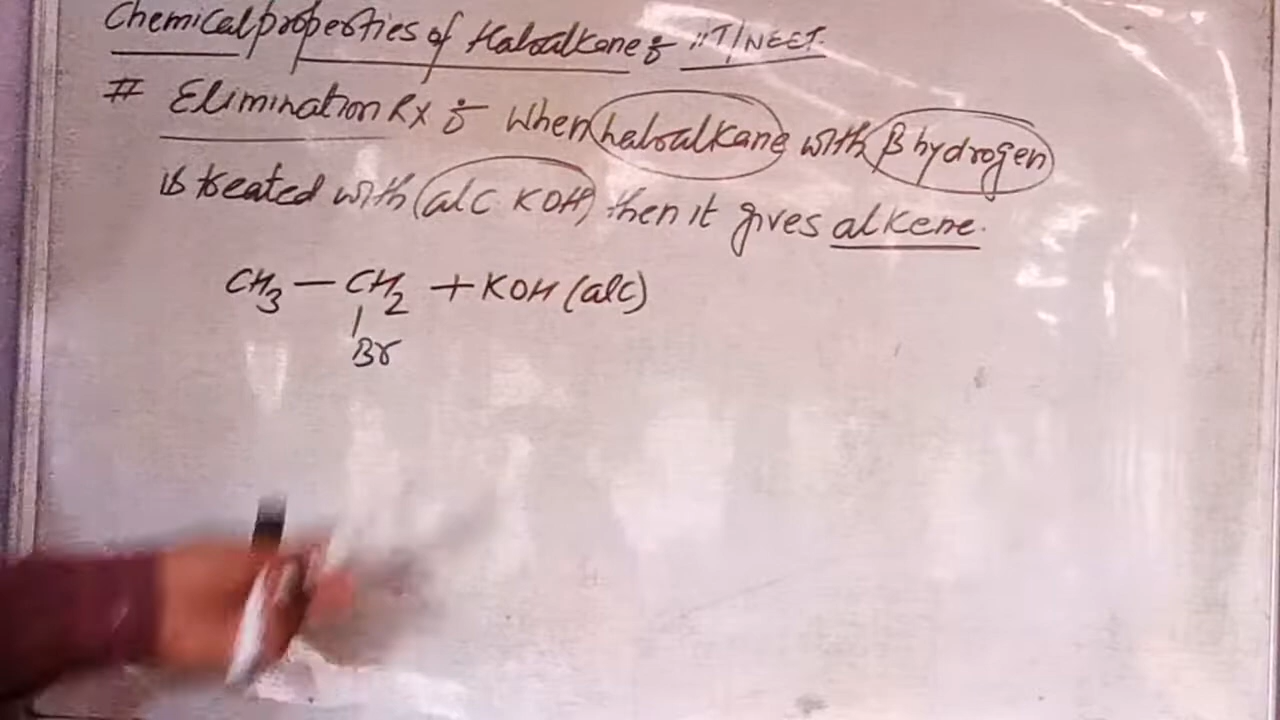 Chemical properties of Haloalkane :- IIT/NEET.
# Elimination Rx :- When haloalkane with β hydrogen
is treated with (alc KOH) then it gives alkene.
CH3 — CH2 + KOH (alc)
Br